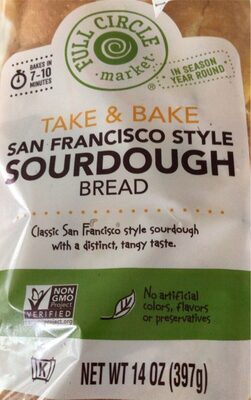 FULL CIRCLE
market
®
BAKES IN
7-10
MINUTES
IN SEASON
YEAR ROUND
TAKE & BAKE
SAN FRANCISCO STYLE
SOURDOUGH
BREAD
Classic San Francisco style sourdough
with a distinct, tangy taste.
NON
GMO
Project
VERIFIED
project.org
No artificial
colors, flavors
or preservatives
K
NET WT 14 OZ (397g)